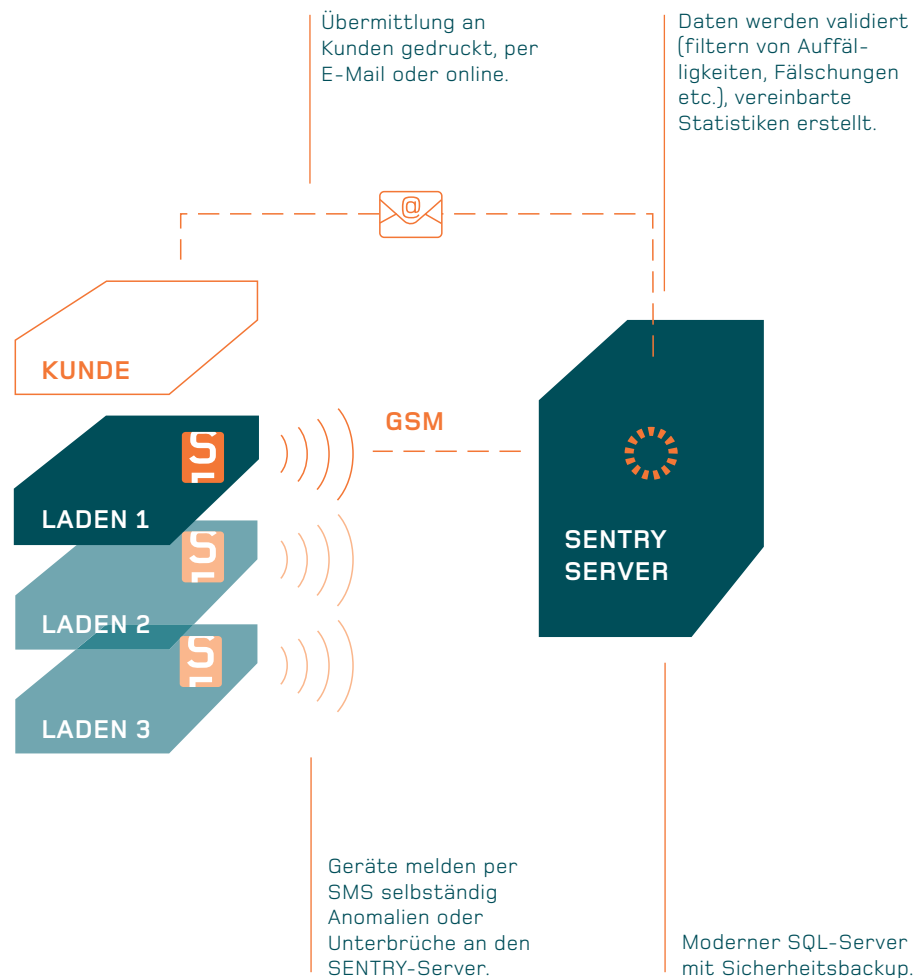 Übermittlung an
Kunden gedruckt, per
E-Mail oder online.
Daten werden validiert
(filtern von Auffäl-
ligkeiten, Fälschungen
etc.), vereinbarte
Statistiken erstellt.
@
KUNDE
GSM
S
LADEN 1
S
LADEN 2
S
LADEN 3
SENTRY
SERVER
Geräte melden per
SMS selbständig
Anomalien oder
Unterbrüche an den
SENTRY-Server.
Moderner SQL-Server
mit Sicherheitsbackup.